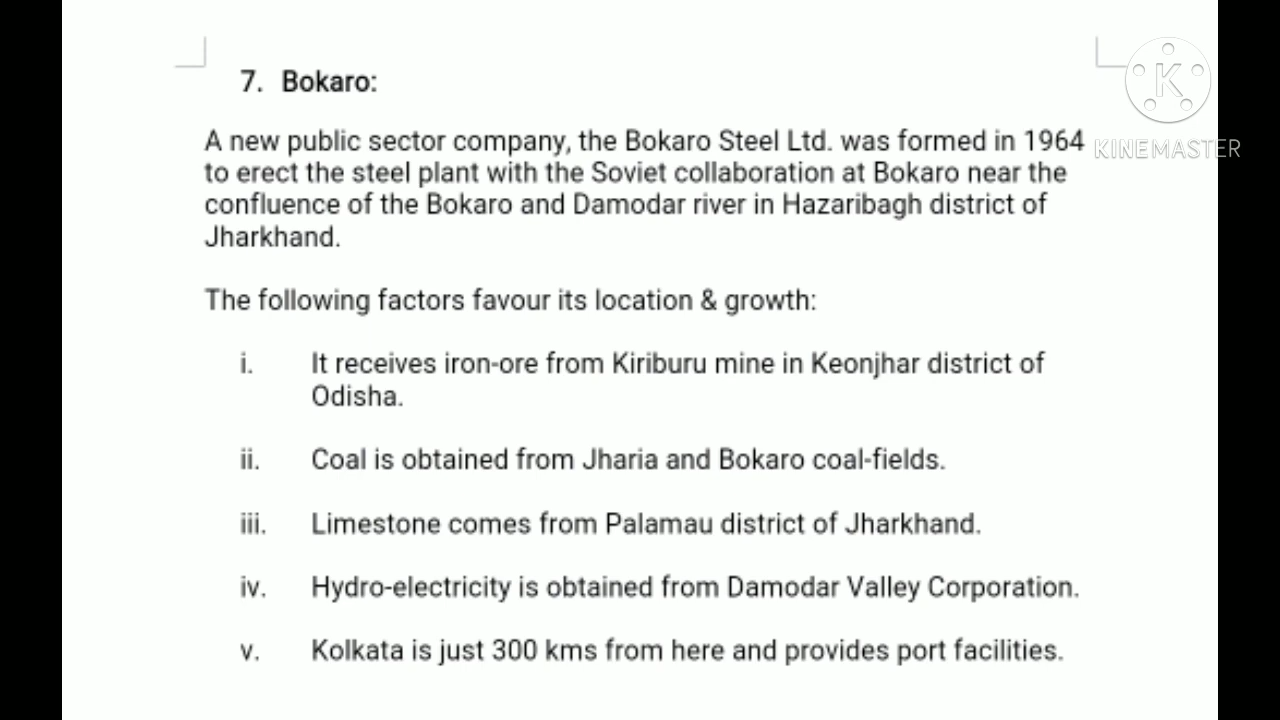 7. Bokaro:
A new public sector company, the Bokaro Steel Ltd. was formed in 1964
to erect the steel plant with the Soviet collaboration at Bokaro near the
confluence of the Bokaro and Damodar river in Hazaribagh district of
Jharkhand.
The following factors favour its location & growth:
i. It receives iron-ore from Kiriburu mine in Keonjhar district of
Odisha.
ii. Coal is obtained from Jharia and Bokaro coal-fields.
iii. Limestone comes from Palamau district of Jharkhand.
iv. Hydro-electricity is obtained from Damodar Valley Corporation.
v. Kolkata is just 300 kms from here and provides port facilities.
K
KINEMASTER